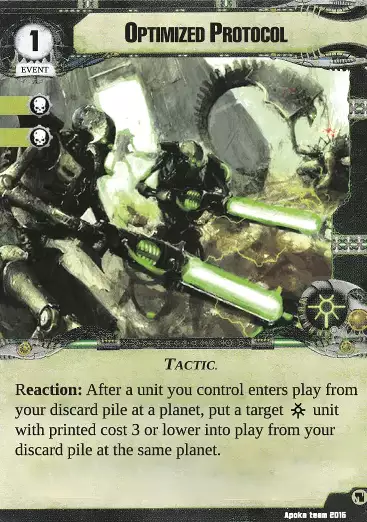 1
OPTIMIZED PROTOCOL
EVENT
TACTIC.
Reaction: After a unit you control enters play from
your discard pile at a planet, put a target unit
with printed cost 3 or lower into play from your
discard pile at the same planet.
Apoka team 2016